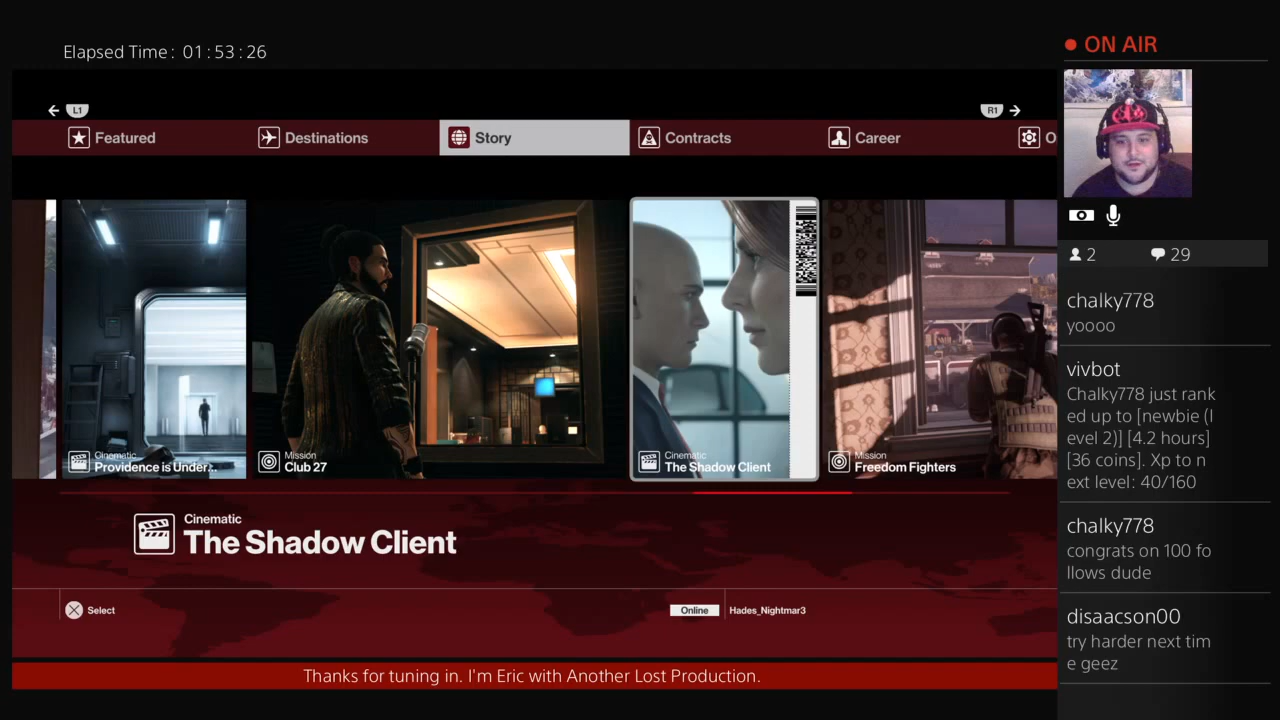 Elapsed Time: 01:53:26
ON AIR
L1
R1
Featured
Destinations
Story
Contracts
Career
O
2
29
chalky778
yoooo
vivbot
Chalky778 just rank
ed up to [newbie (l
evel 2)] [4.2 hours]
[36 coins]. Xp to n
ext level: 40/160
chalky778
congrats on 100 fo
llows dude
disaacson00
try harder next tim
e geez
Cinematic
Providence is Under...
Mission
Club 27
Cinematic
The Shadow Client
Mission
Freedom Fighters
Cinematic
The Shadow Client
Select
Online
Hades_Nightmar3
Thanks for tuning in. I'm Eric with Another Lost Production.